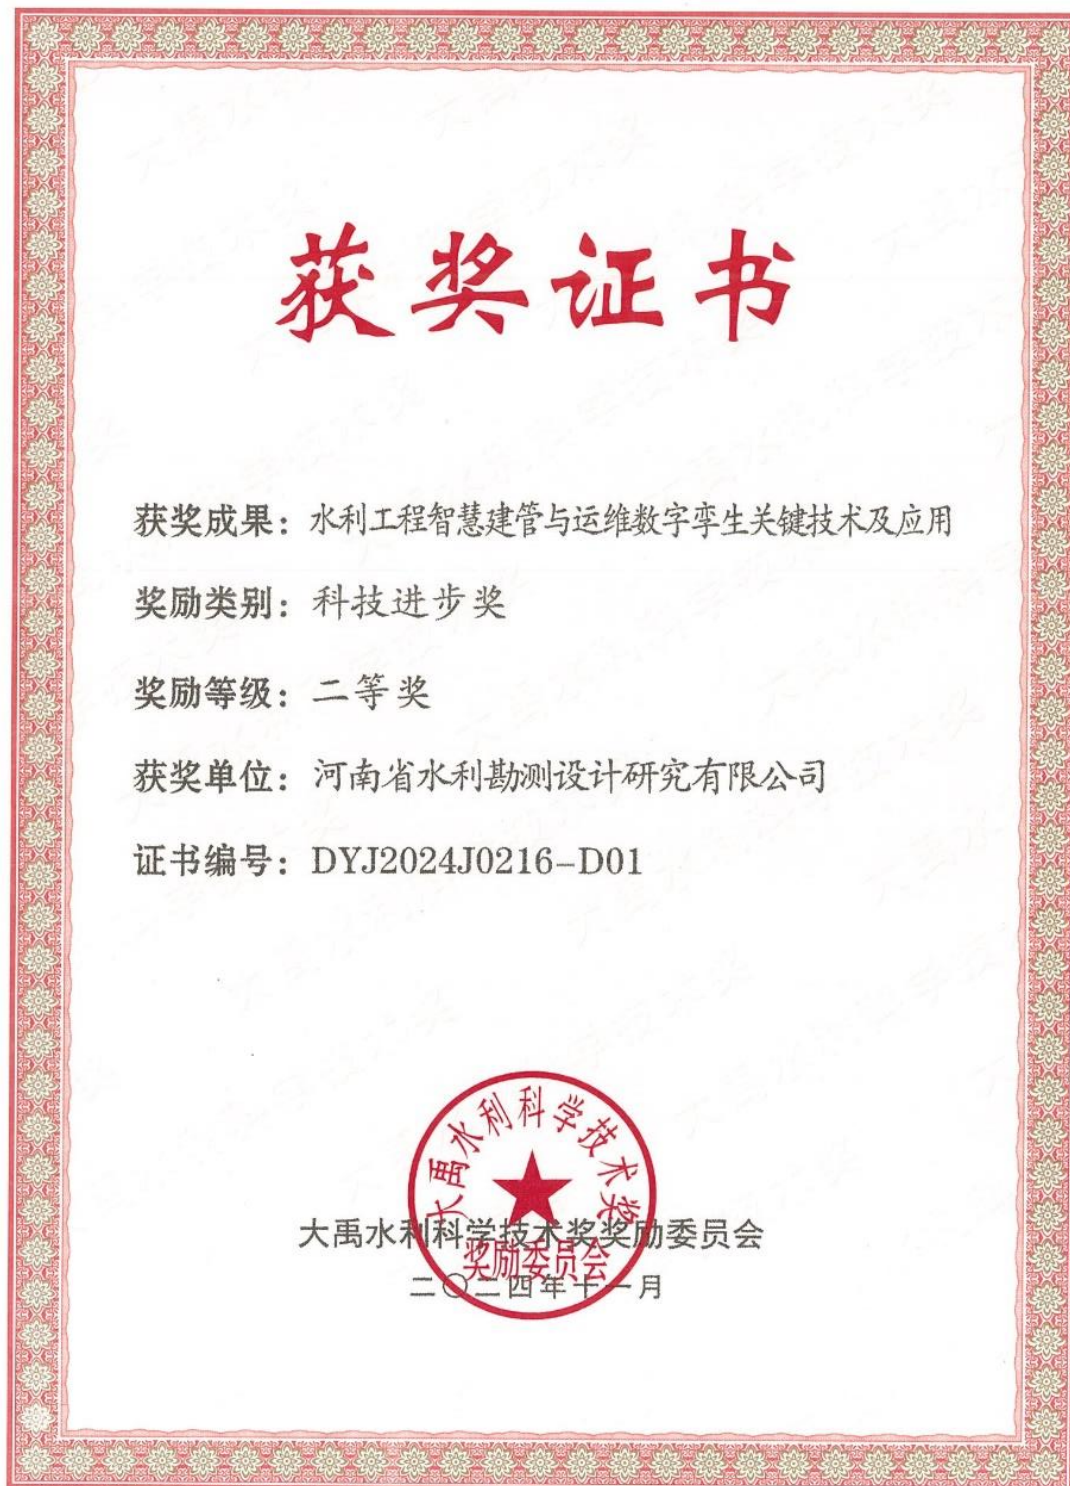 获奖证书
获奖成果：水利工程智慧建管与运维数字孪生关键技术及应用
奖励类别：科技进步奖
奖励等级：二等奖
获奖单位：河南省水利勘测设计研究有限公司
证书编号：DYJ2024J0216-D01
大禹水利科学技术奖
奖励委员会
大禹水利科学技术奖奖励委员会
二〇二四年十一月